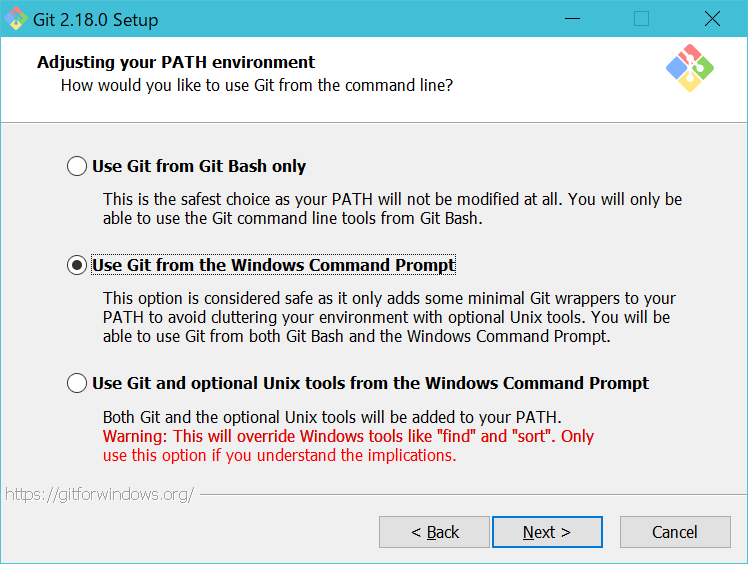 Git 2.18.0 Setup
Adjusting your PATH environment
How would you like to use Git from the command line?
Use Git from Git Bash only
This is the safest choice as your PATH will not be modified at all. You will only be
able to use the Git command line tools from Git Bash.
Use Git from the Windows Command Prompt
This option is considered safe as it only adds some minimal Git wrappers to your
PATH to avoid cluttering your environment with optional Unix tools. You will be
able to use Git from both Git Bash and the Windows Command Prompt.
Use Git and optional Unix tools from the Windows Command Prompt
Both Git and the optional Unix tools will be added to your PATH.
Warning: This will override Windows tools like "find" and "sort". Only
use this option if you understand the implications.
https://gitforwindows.org/
< Back
Next >
Cancel